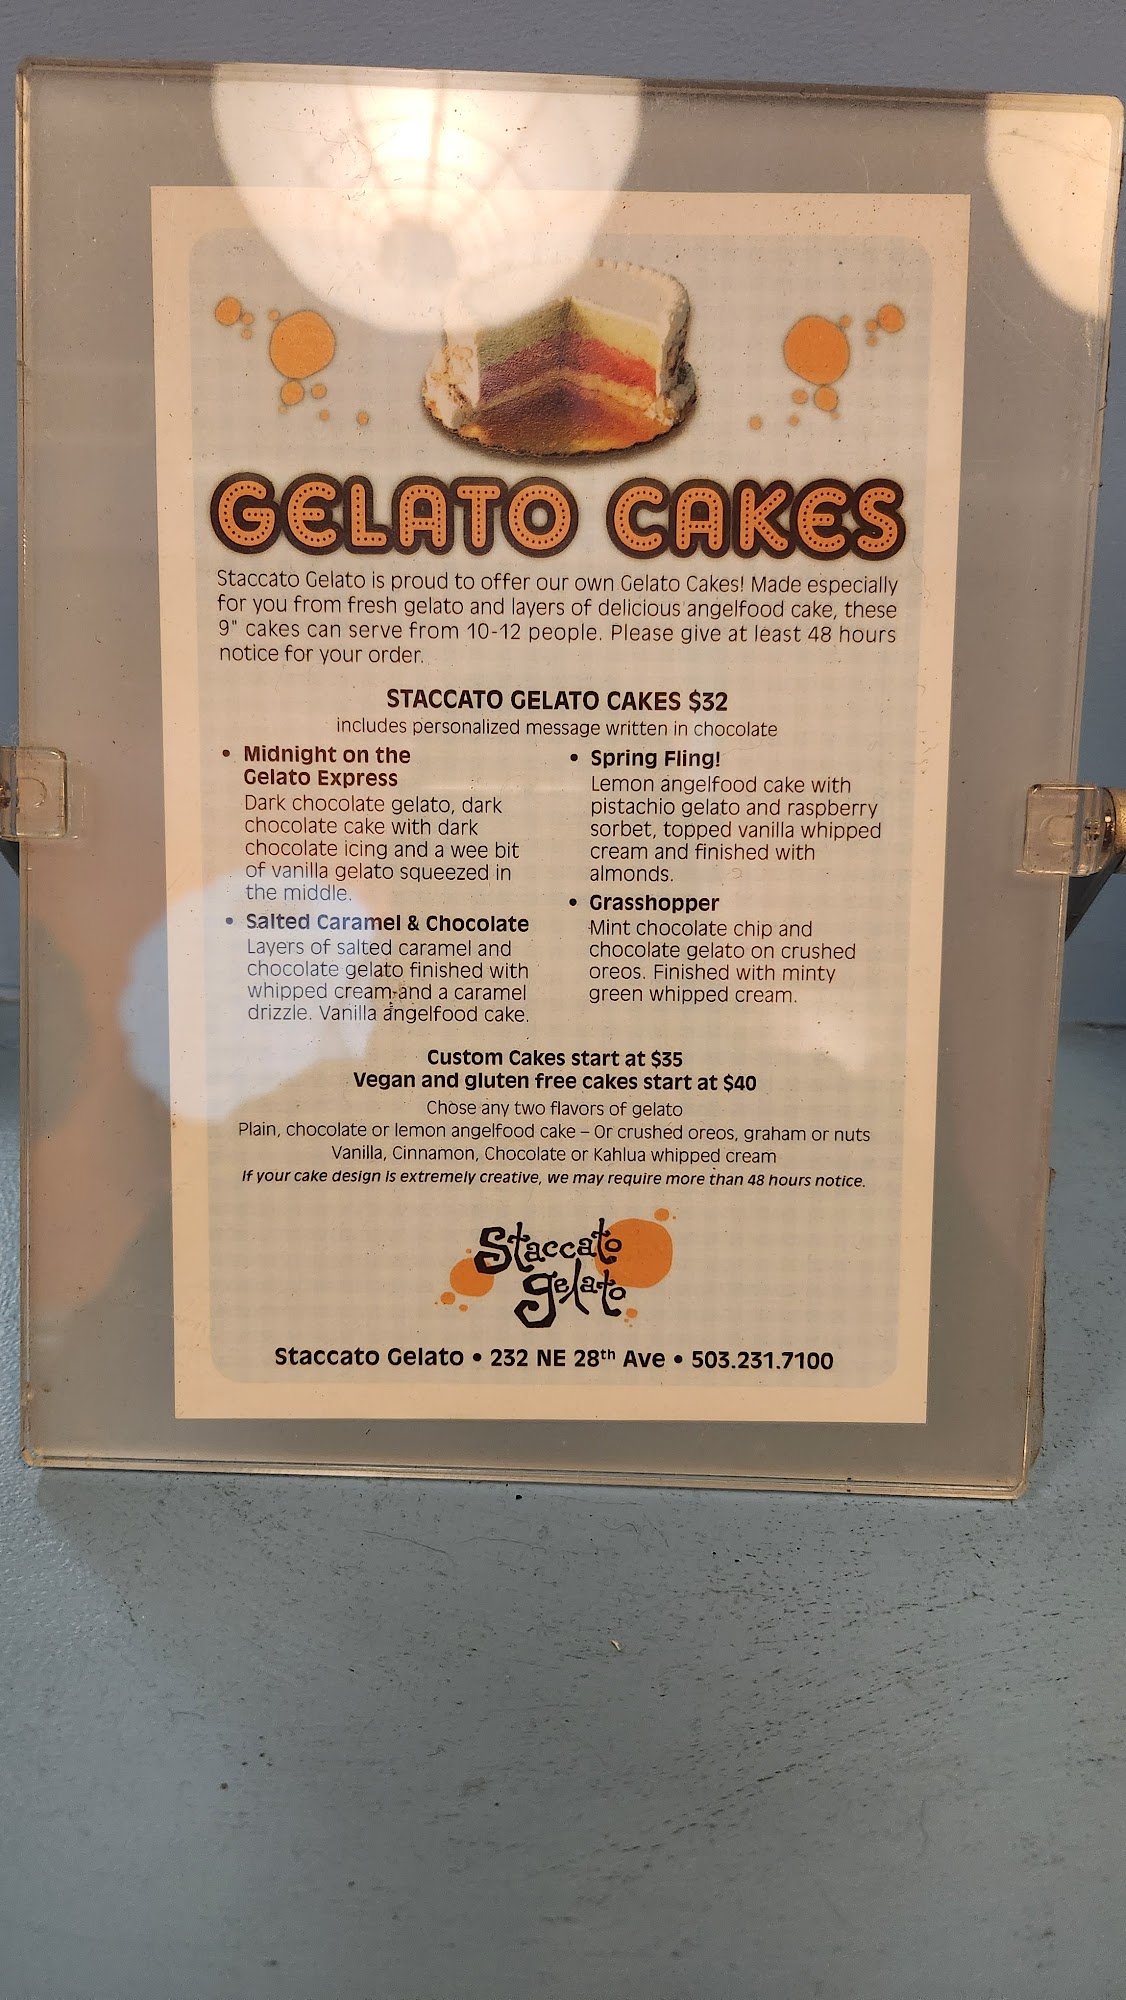 GELATO CAKES
Staccato Gelato is proud to offer our own Gelato Cakes! Made especially
for you from fresh gelato and layers of delicious angelfood cake, these
9" cakes can serve from 10-12 people. Please give at least 48 hours
notice for your order.
STACCATO GELATO CAKES $32
includes personalized message written in chocolate
• Midnight on the
Gelato Express
Dark chocolate gelato, dark
chocolate cake with dark
chocolate icing and a wee bit
of vanilla gelato squeezed in
the middle.
• Salted Caramel & Chocolate
Layers of salted caramel and
chocolate gelato finished with
whipped cream and a caramel
drizzle. Vanilla angelfood cake.
• Spring Fling!
Lemon angelfood cake with
pistachio gelato and raspberry
sorbet, topped vanilla whipped
cream and finished with
almonds.
• Grasshopper
Mint chocolate chip and
chocolate gelato on crushed
oreos. Finished with minty
green whipped cream.
Custom Cakes start at $35
Vegan and gluten free cakes start at $40
Chose any two flavors of gelato
Plain, chocolate or lemon angelfood cake – Or crushed oreos, graham or nuts
Vanilla, Cinnamon, Chocolate or Kahlua whipped cream
If your cake design is extremely creative, we may require more than 48 hours notice.
Staccato
gelato
Staccato Gelato • 232 NE 28th Ave • 503.231.7100